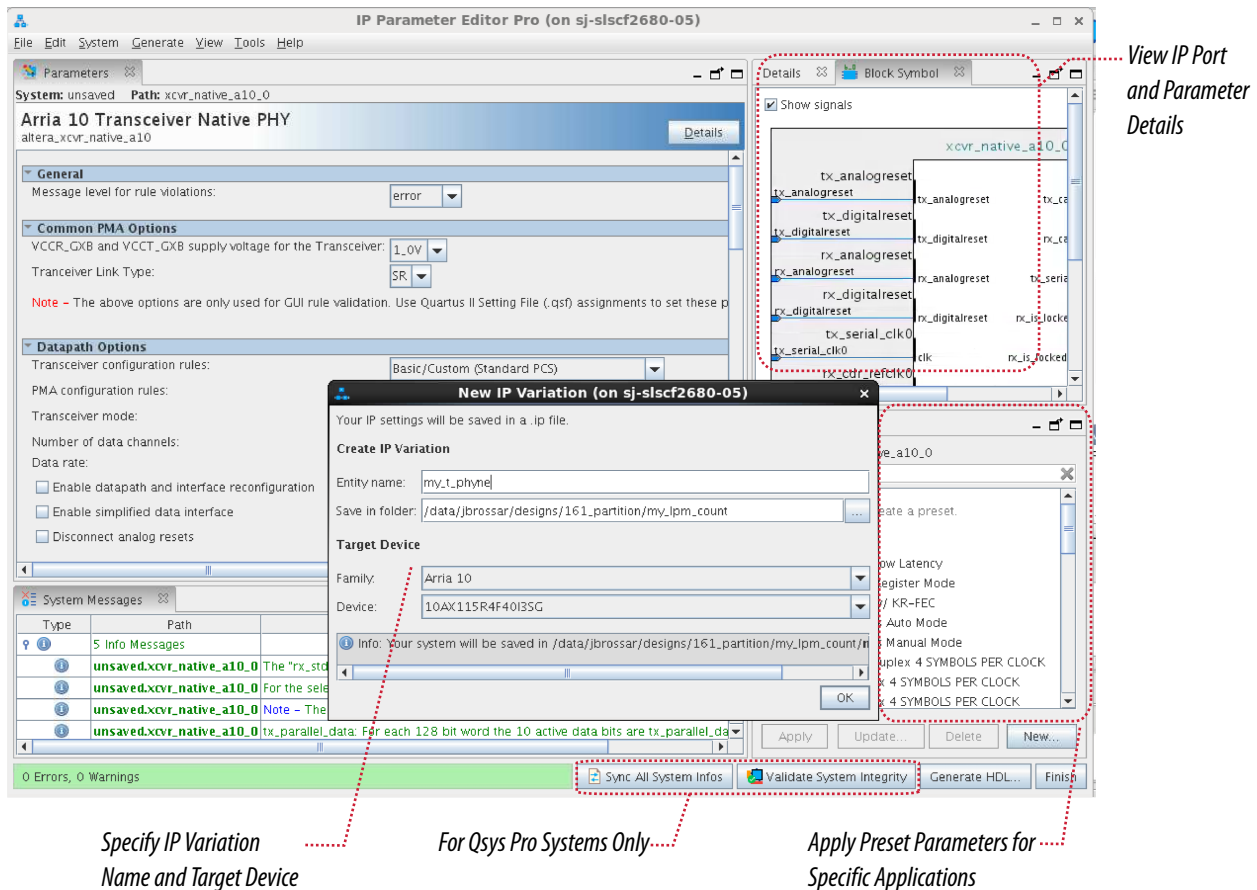 IP Parameter Editor Pro (on sj-slscf2680-05)
File Edit System Generate View Tools Help
Parameters
System: unsaved Path: xcvr_native_a10_0
Arria 10 Transceiver Native PHY
altera_xcvr_native_a10
Details
General
Message level for rule violations:
error
Common PMA Options
VCCR_GXB and VCCT_GXB supply voltage for the Transceiver:
1_0V
Tranceiver Link Type:
SR
Note – The above options are only used for GUI rule validation. Use Quartus II Setting File (.qsf) assignments to set these p
Datapath Options
Transceiver configuration rules:
Basic/Custom (Standard PCS)
PMA configuration rules:
Transceiver mode:
Number of data channels:
Data rate:
Enable datapath and interface reconfiguration
Enable simplified data interface
Disconnect analog resets
Details
Block Symbol
Show signals
xcvr_native_a10_0
tx_analogreset
tx_analogreset
tx_analogreset
tx_ca
tx_digitalreset
tx_digitalreset
tx_digitalreset
rx_ca
rx_analogreset
rx_analogreset
rx_analogreset
tx_seria
rx_digitalreset
rx_digitalreset
rx_digitalreset
rx_is_locke
tx_serial_clk0
tx_serial_clk0
clk
rx_is_locked
rx_cdr_refclk0
View IP Port
and Parameter
Details
New IP Variation (on sj-slscf2680-05)
Your IP settings will be saved in a .ip file.
Create IP Variation
Entity name:
my_t_phyne
Save in folder:
/data/jbrossar/designs/161_partition/my_lpm_count
...
Target Device
Family:
Arria 10
Device:
10AX115R4F40I3SG
Info: Your system will be saved in /data/jbrossar/designs/161_partition/my_lpm_count/
OK
ve_a10_0
eate a preset.
ow Latency
egister Mode
/ KR-FEC
Auto Mode
Manual Mode
uplex 4 SYMBOLS PER CLOCK
x 4 SYMBOLS PER CLOCK
x 4 SYMBOLS PER CLOCK
Apply
Update...
Delete
New...
System Messages
Type
Path
5 Info Messages
unsaved.xcvr_native_a10_0 The "rx_std
unsaved.xcvr_native_a10_0 For the sele
unsaved.xcvr_native_a10_0 Note – The
unsaved.xcvr_native_a10_0 tx_parallel_data: For each 128 bit word the 10 active data bits are tx_parallel_da
0 Errors, 0 Warnings
Sync All System Infos
Validate System Integrity
Generate HDL...
Finish
Specify IP Variation
Name and Target Device
For Qsys Pro Systems Only
Apply Preset Parameters for
Specific Applications